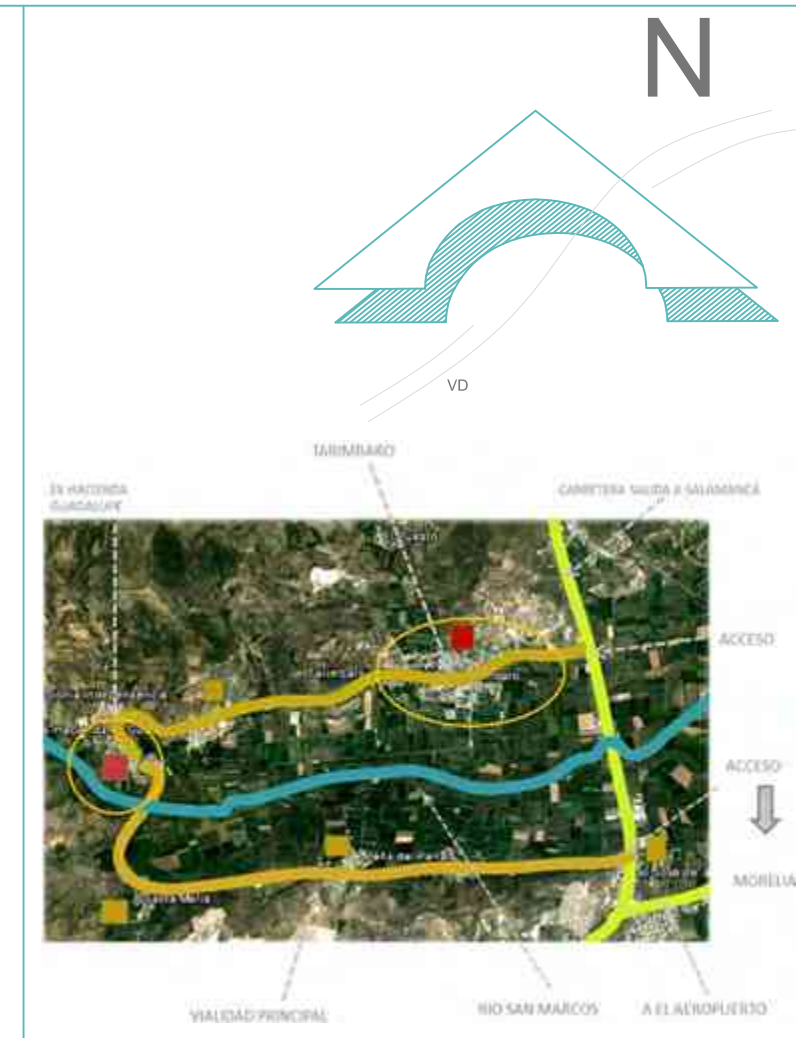 N
VD
TARIMBARO
EX HACIENDA
GUADALUPE
CARRETERA SALIDA A SALAMANCA
ACCESO
ACCESO
MORELIA
VIALIDAD PRINCIPAL
RIO SAN MARCOS
A EL AEROPUERTO